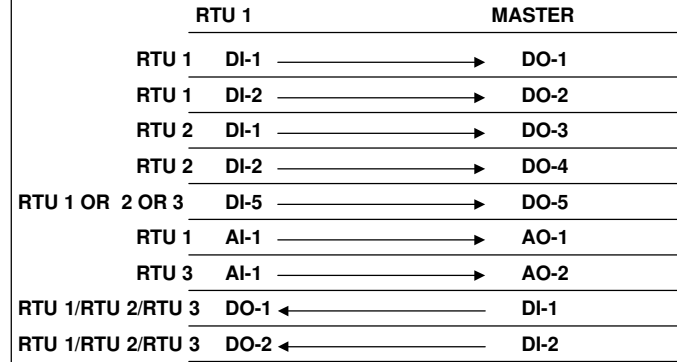 RTU 1 MASTER
RTU 1 DI-1 DO-1
RTU 1 DI-2 DO-2
RTU 2 DI-1 DO-3
RTU 2 DI-2 DO-4
RTU 1 OR 2 OR 3 DI-5 DO-5
RTU 1 AI-1 AO-1
RTU 3 AI-1 AO-2
RTU 1/RTU 2/RTU 3 DO-1 DI-1
RTU 1/RTU 2/RTU 3 DO-2 DI-2